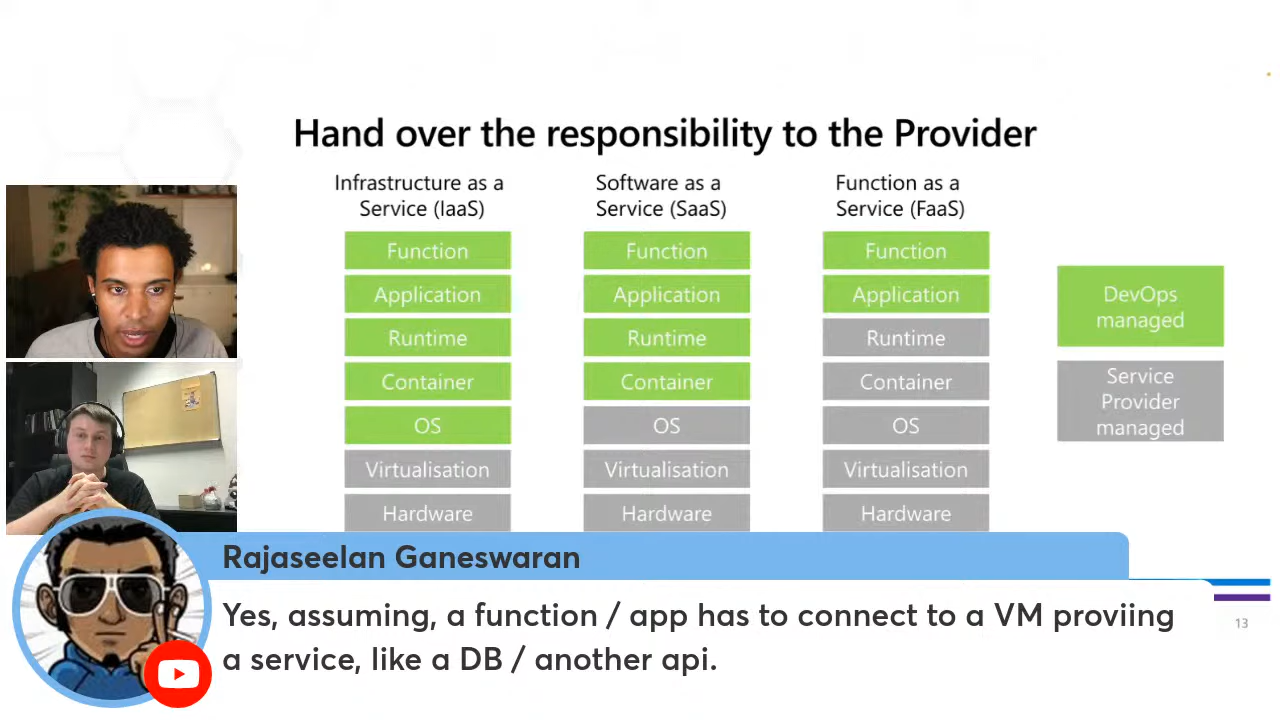 Hand over the responsibility to the Provider
Infrastructure as a
Service (IaaS)
Function
Application
Runtime
Container
OS
Virtualisation
Hardware
Software as a
Service (SaaS)
Function
Application
Runtime
Container
OS
Virtualisation
Hardware
Function as a
Service (FaaS)
Function
Application
Runtime
Container
OS
Virtualisation
Hardware
DevOps
managed
Service
Provider
managed
Rajaseelan Ganeswaran
Yes, assuming, a function / app has to connect to a VM proviing
a service, like a DB / another api.
13